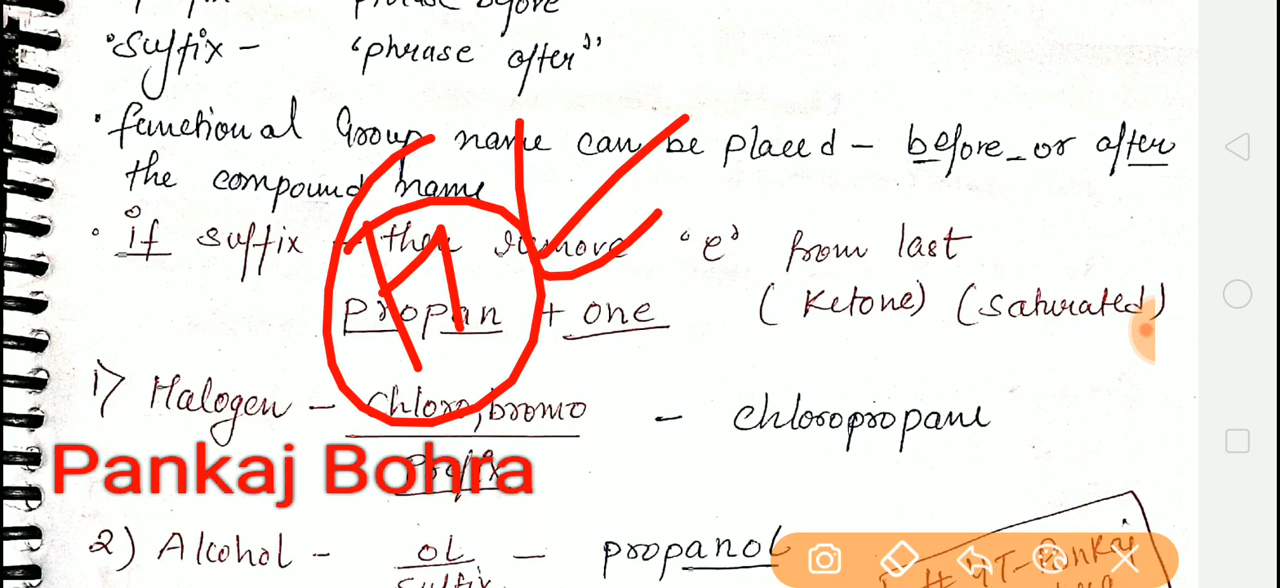 phrase before
• Suffix - "phrase after"
• functional Group name can be placed - before or after
the compound name
• if suffix - then remove "e" from last
propan + one (Ketone) (Saturated)
1) Halogen - Chloro, bromo - chloropropane
Prefix
Pankaj Bohra
2) Alcohol - oL - propanol
Suffix